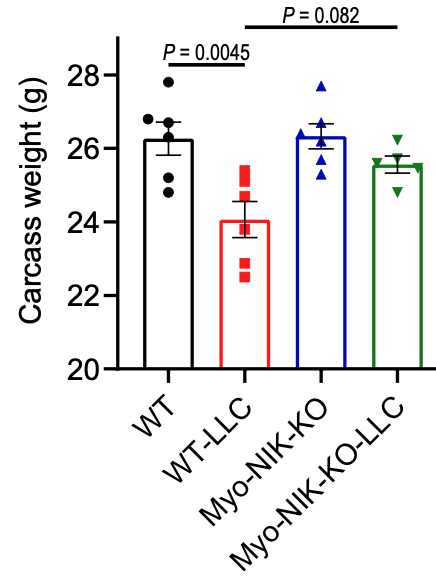 P = 0.082
P = 0.0045
Carcass weight (g)
28
26
24
22
20
WT
WT-LLC
Myo-NIK-KO
Myo-NIK-KO-LLC